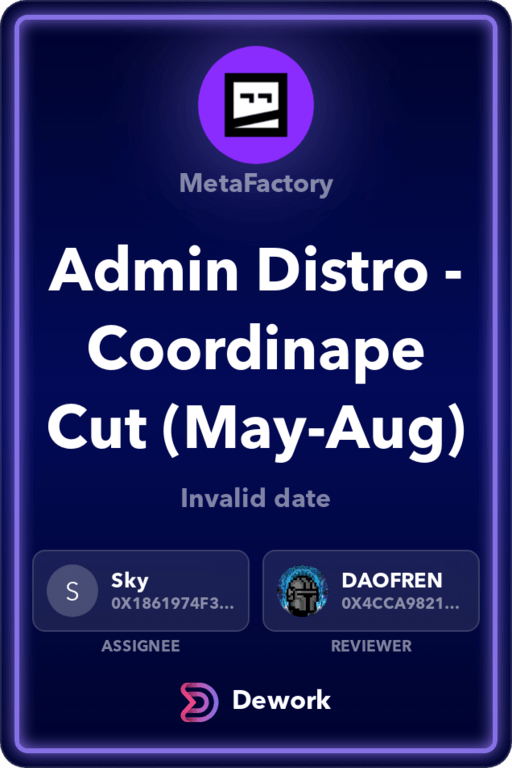 MetaFactory
Admin Distro -
Coordinape
Cut (May-Aug)
Invalid date
S
Sky
0X1861974F3...
ASSIGNEE
DAOFREN
0X4CCA9821...
REVIEWER
Dework